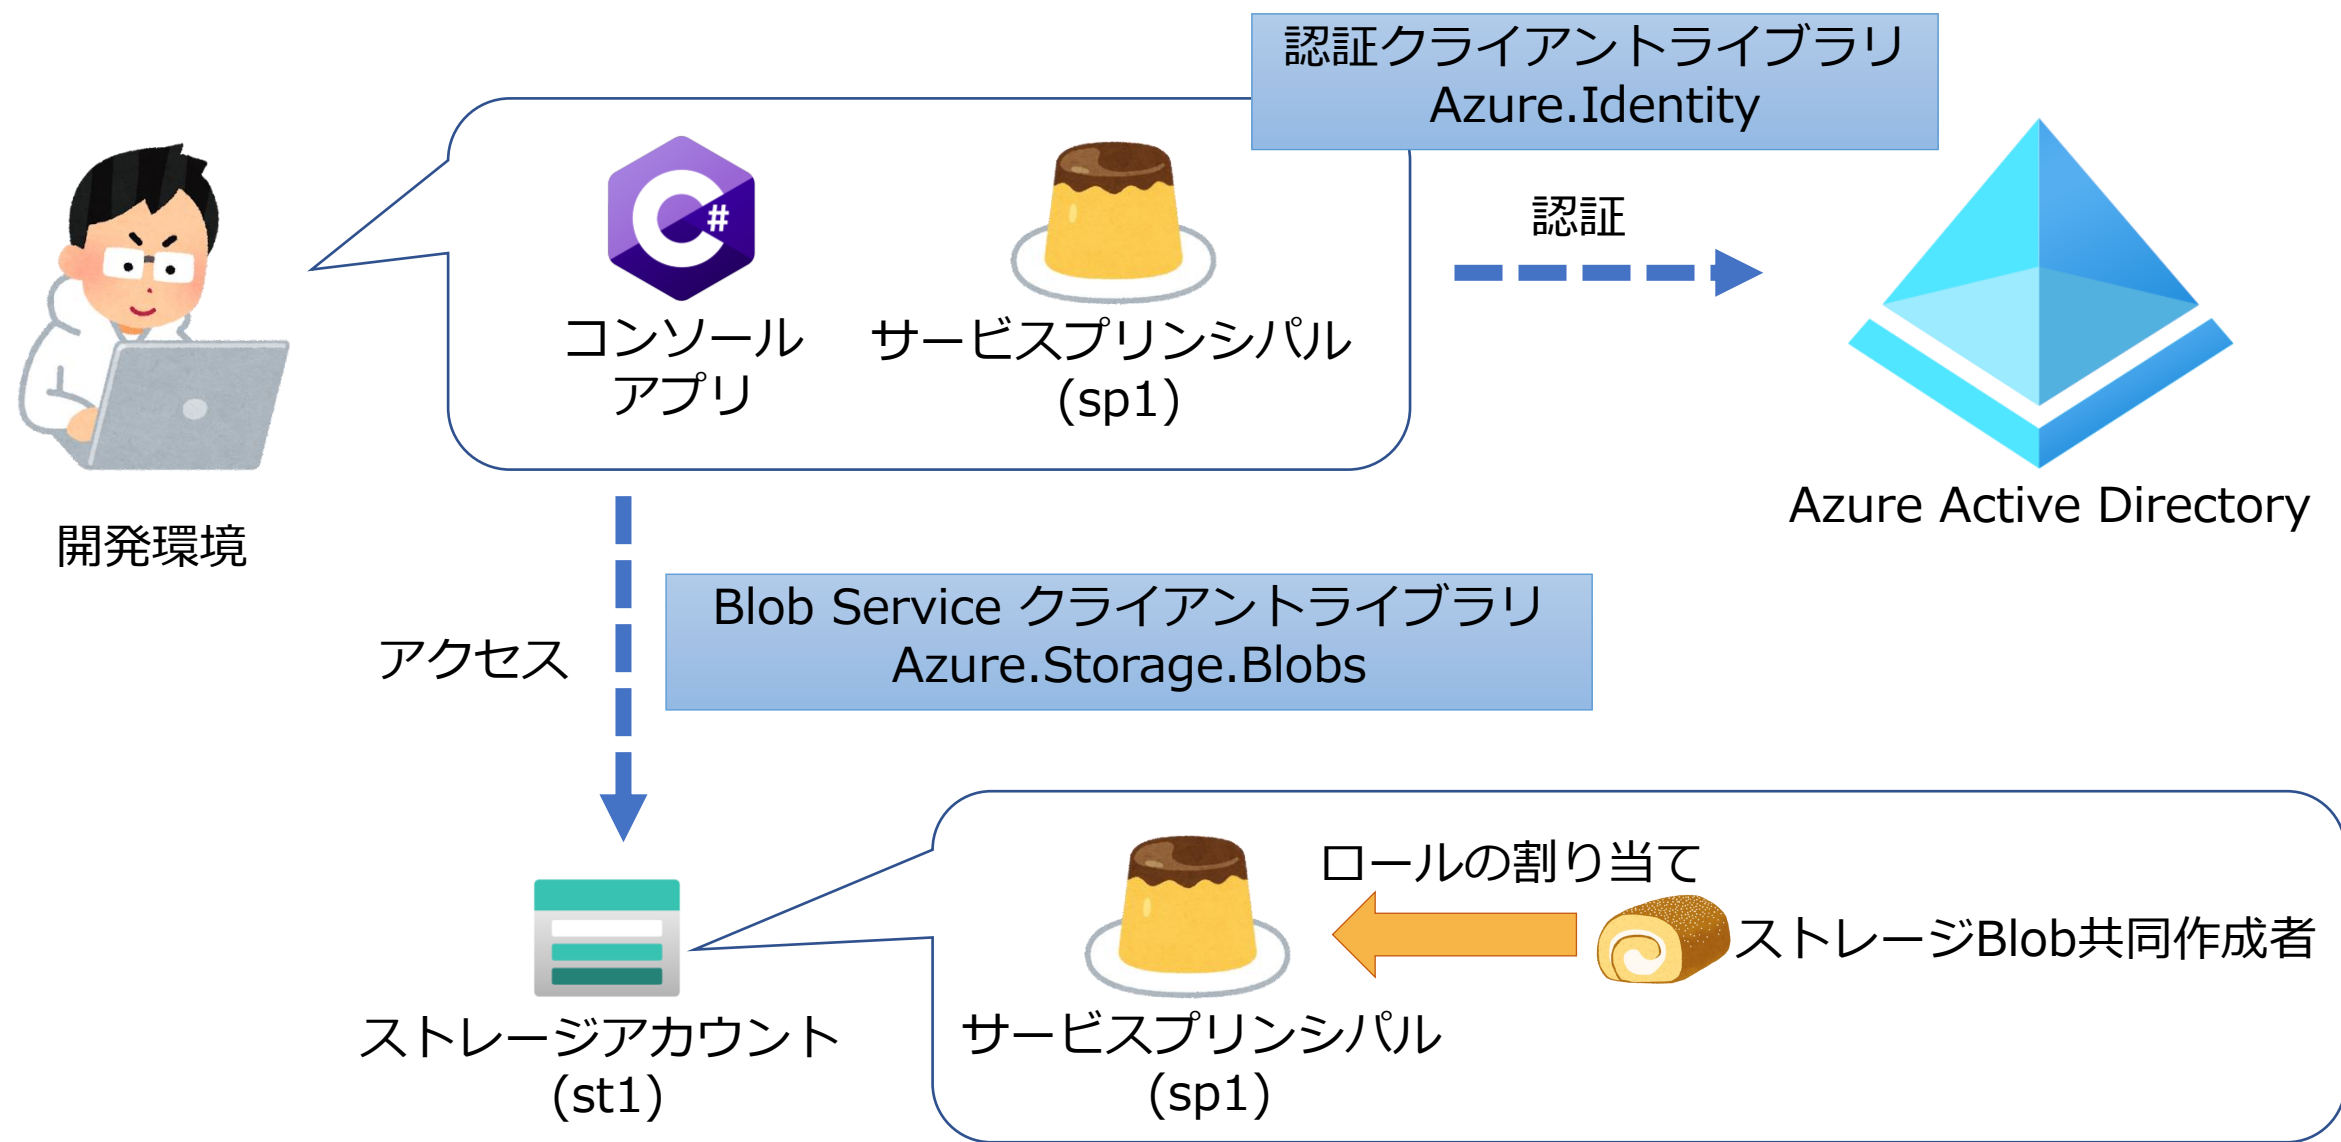 認証クライアントライブラリ
Azure.Identity
C#
認証
コンソール
アプリ
サービスプリンシパル
(sp1)
Azure Active Directory
開発環境
Blob Service クライアントライブラリ
Azure.Storage.Blobs
アクセス
ロールの割り当て
ストレージBlob共同作成者
ストレージアカウント
(st1)
サービスプリンシパル
(sp1)